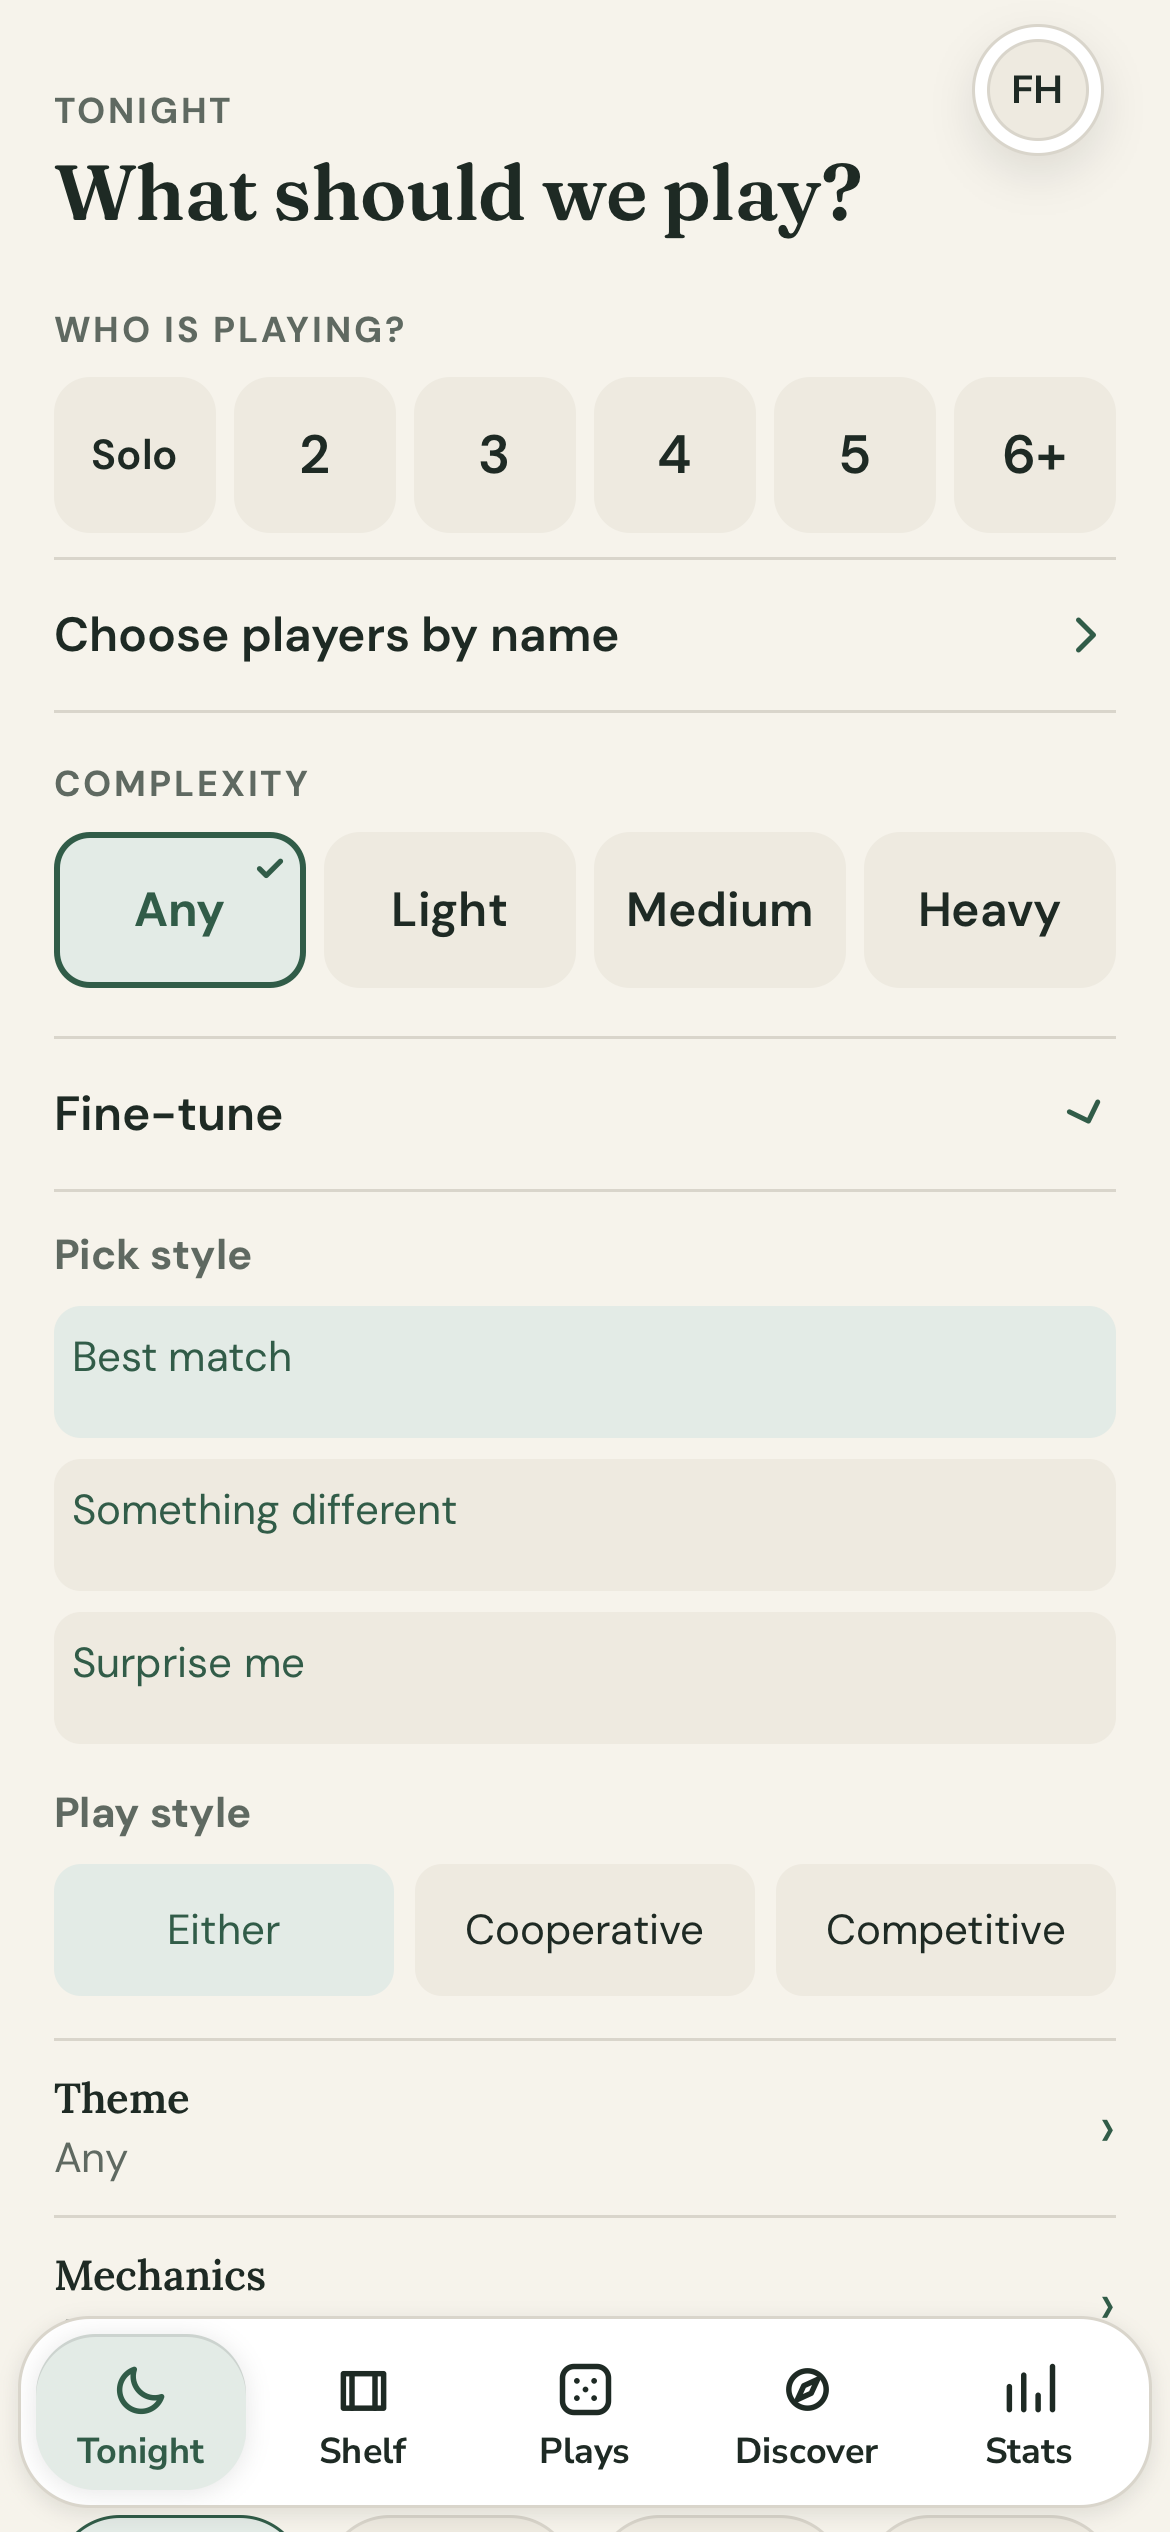 FH
TONIGHT
What should we play?
WHO IS PLAYING?
Solo 2 3 4 5 6+
Choose players by name
COMPLEXITY
Any Light Medium Heavy
Fine-tune
Pick style
Best match
Something different
Surprise me
Play style
Either Cooperative Competitive
Theme
Any
Mechanics
Tonight Shelf Plays Discover Stats